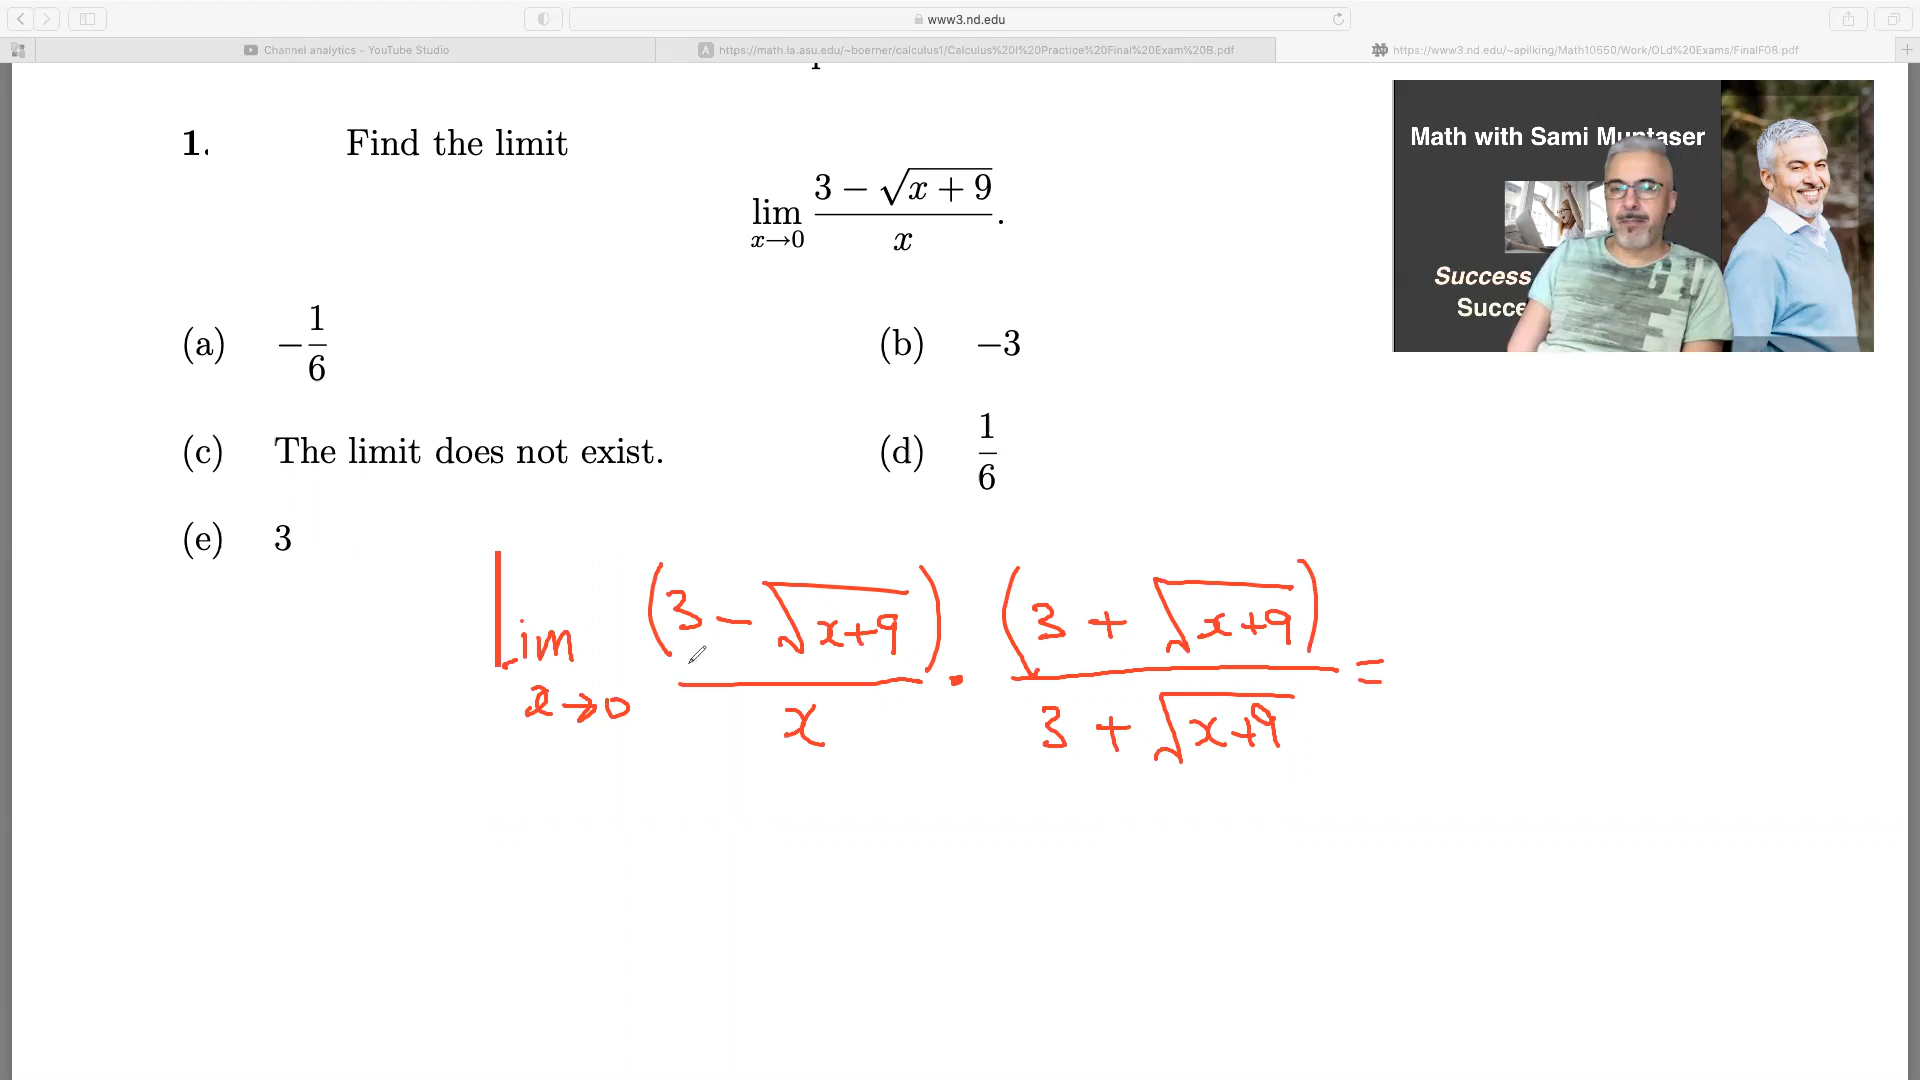 www3.nd.edu
Channel analytics - YouTube Studio
https://math.la.asu.edu/~boerner/calculus1/Calculus%20I%20Practice%20Final%20Exam%20B.pdf
https://www3.nd.edu/~apilking/Math10550/Work/OLd%20Exams/FinalF08.pdf
1. Find the limit
lim x→0 (3 − √(x + 9)) / x.
(a) −1/6 (b) −3
(c) The limit does not exist. (d) 1/6
(e) 3
Math with Sami Muntaser
Success
Succe
Lim x→0 (3 − √(x+9)) / x · (3 + √(x+9)) / 3 + √(x+9) =